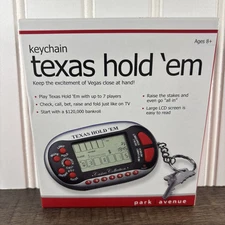 keychain
Ages 8+
texas hold 'em
Keep the excitement of Vegas close at hand!
• Play Texas Hold 'Em with up to 7 players
• Check, call, bet, raise and fold just like on TV
• Start with a $120,000 bankroll
• Raise the stakes and
even go "all in"
• Large LCD screen is
easy to read
TEXAS HOLD 'EM
park avenue